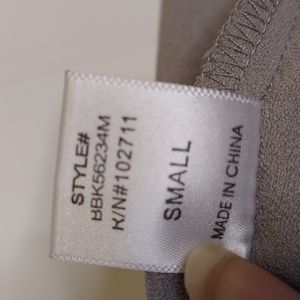 STYLE#
BBK56234M
K/N#102711
SMALL
MADE IN CHINA